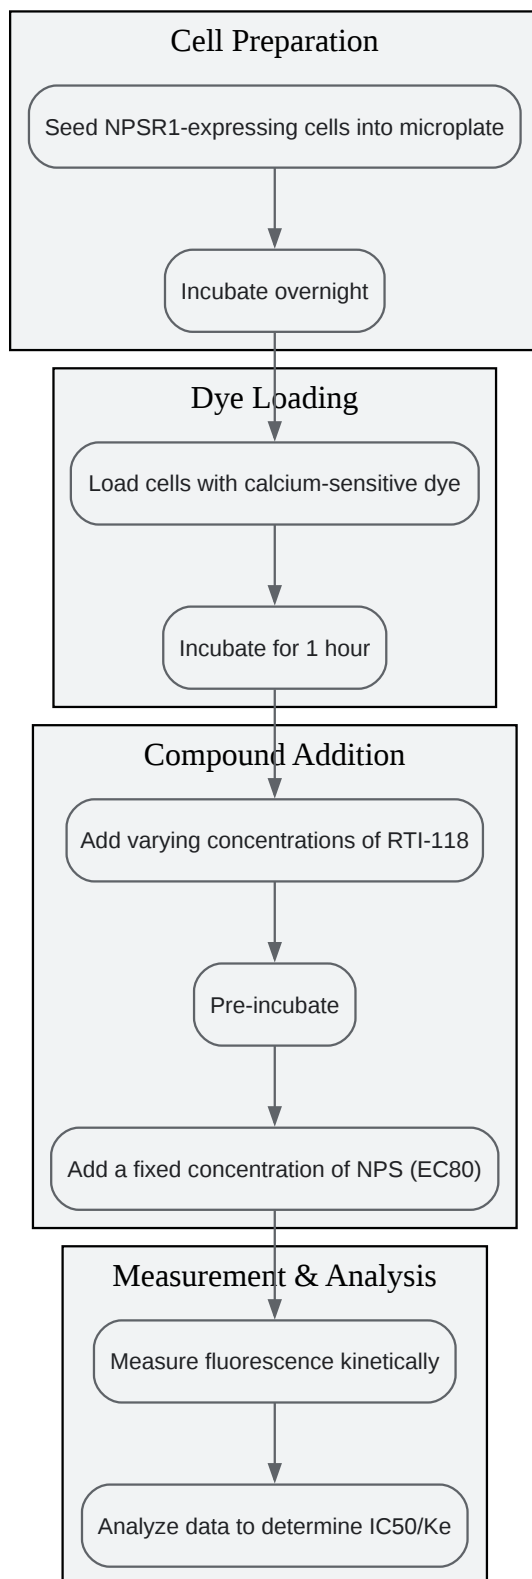 Cell Preparation
Seed NPSR1-expressing cells into microplate
Incubate overnight
Dye Loading
Load cells with calcium-sensitive dye
Incubate for 1 hour
Compound Addition
Add varying concentrations of RTI-118
Pre-incubate
Add a fixed concentration of NPS (EC80)
Measurement & Analysis
Measure fluorescence kinetically
Analyze data to determine IC50/Ke